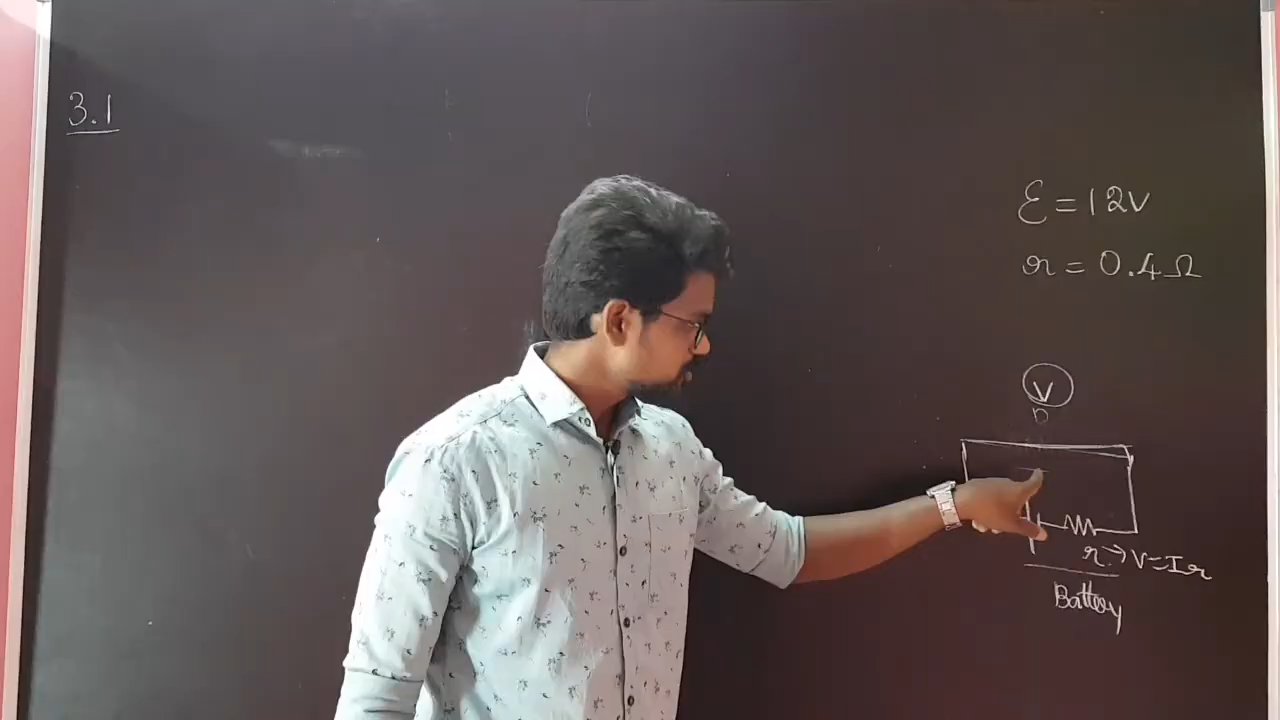 3.1
ℰ = 12V
r = 0.4 Ω
V
r → V = Ir
Battery